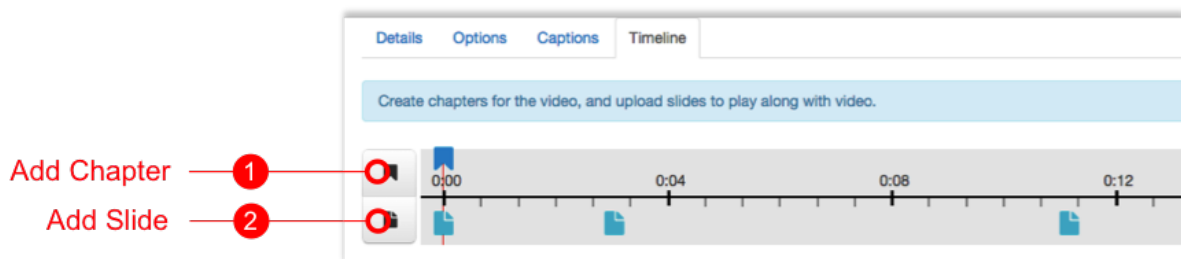 Details Options Captions Timeline
Create chapters for the video, and upload slides to play along with video.
Add Chapter 1
0:00 0:04 0:08 0:12
Add Slide 2